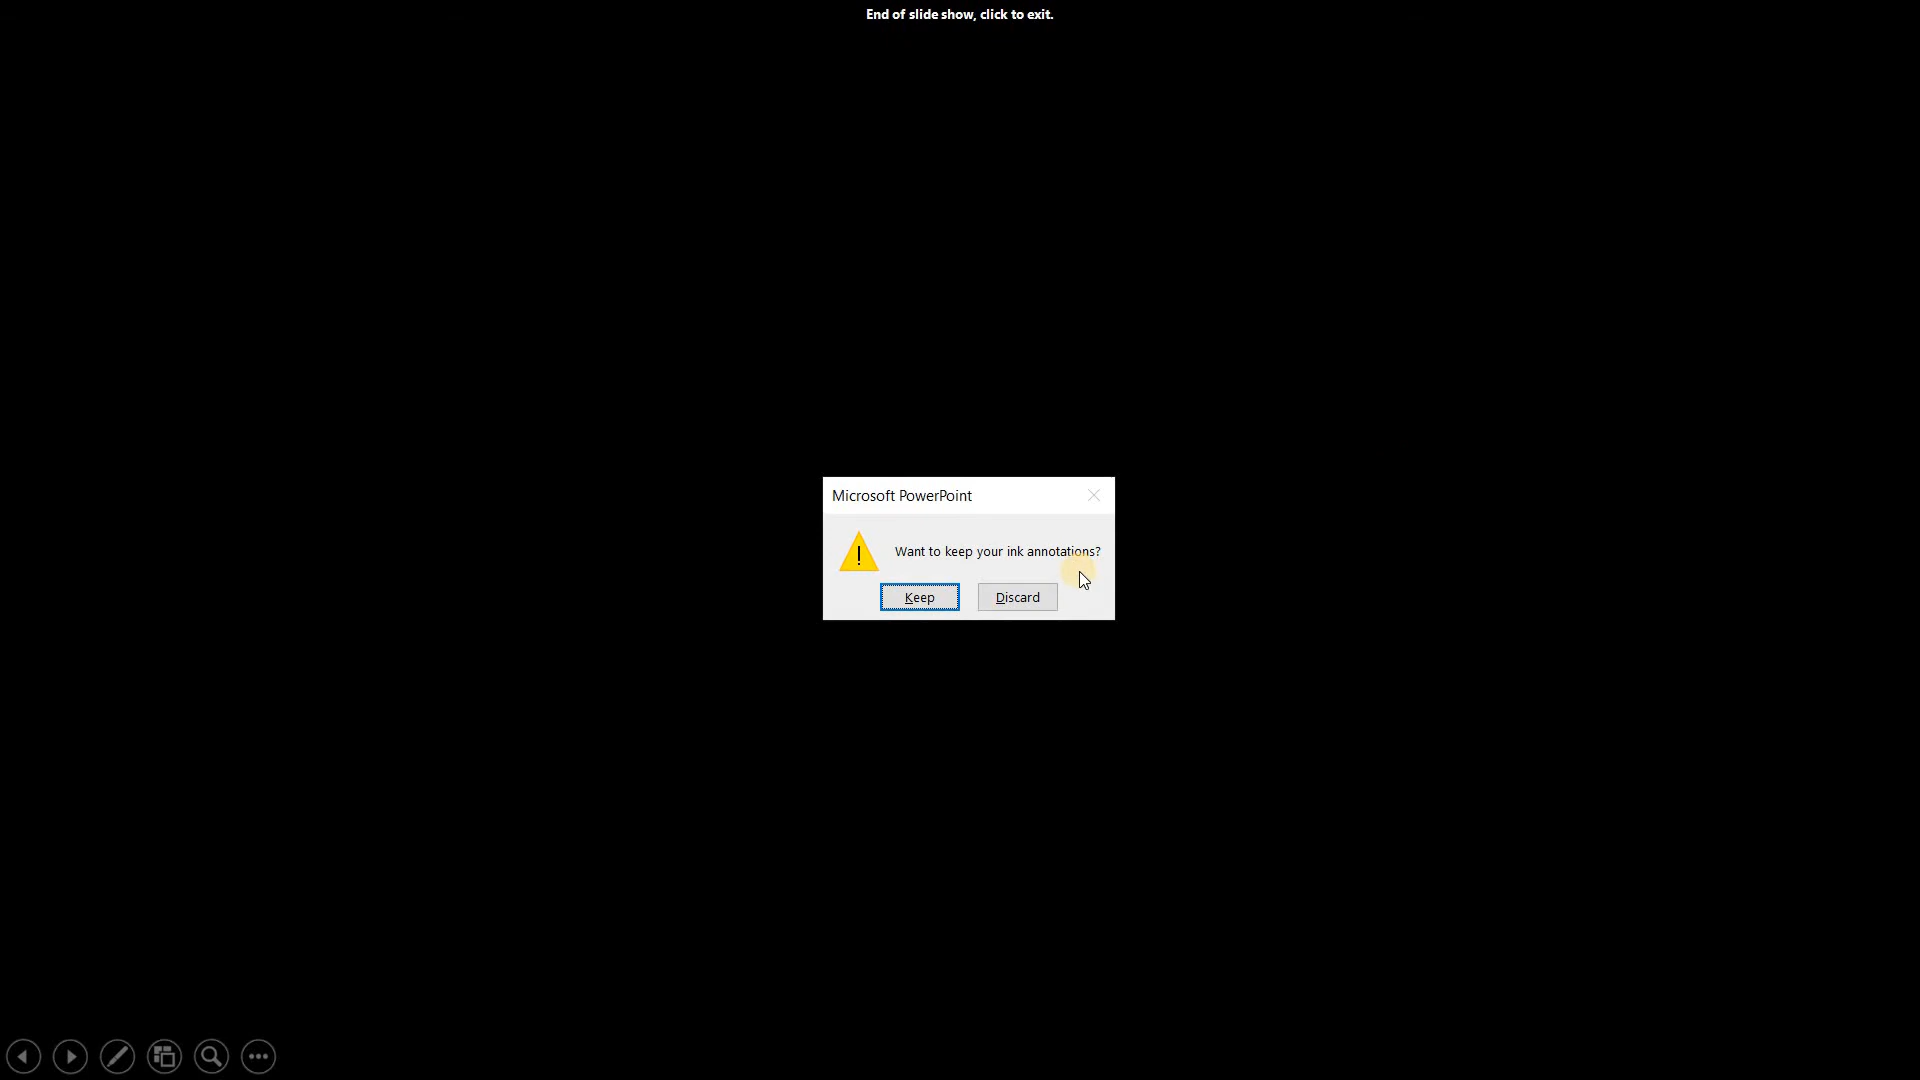 End of slide show, click to exit.
Microsoft PowerPoint
Want to keep your ink annotations?
Keep
Discard